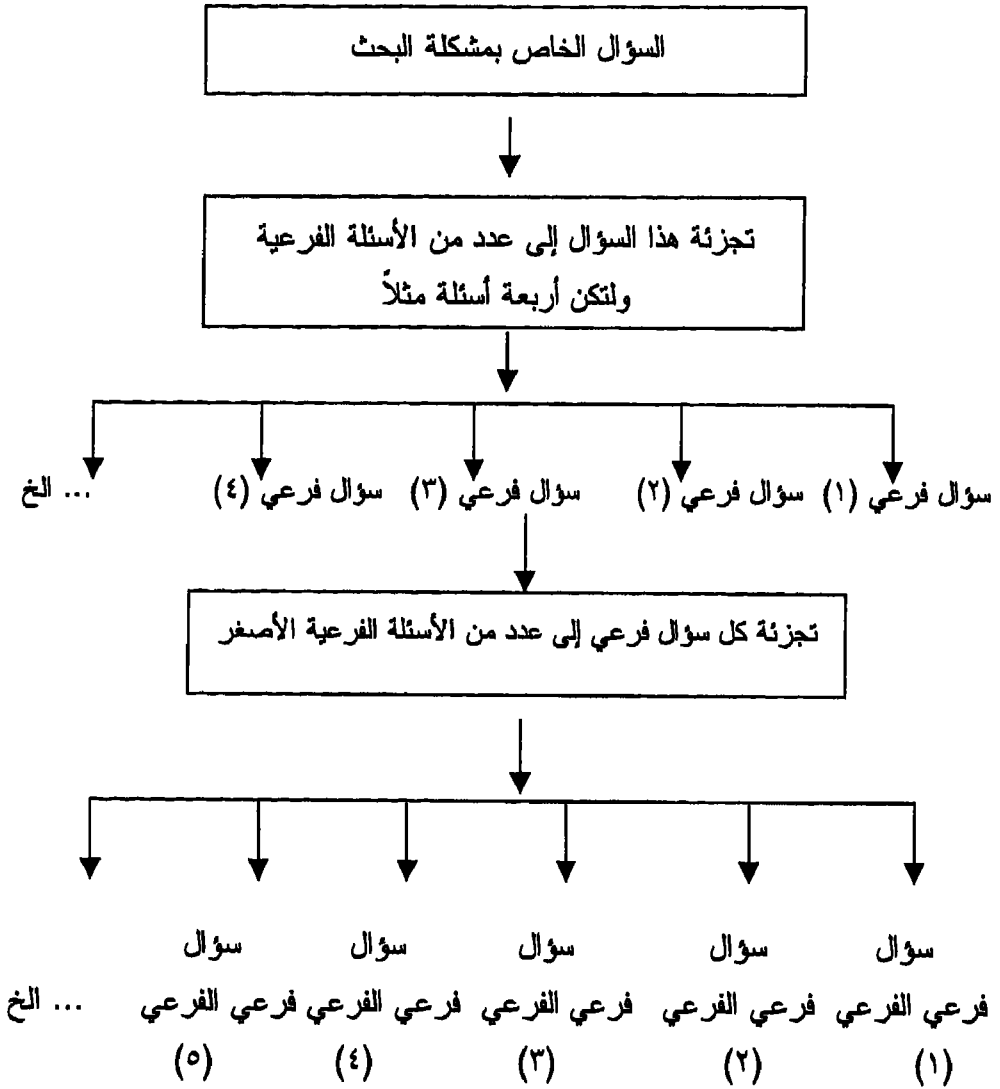 السؤال الخاص بمشكلة البحث
تجزئة هذا السؤال إلى عدد من الأسئلة الفرعية
ولتكن أربعة أسئلة مثلاً
سؤال فرعي (١) سؤال فرعي (٢) سؤال فرعي (٣) سؤال فرعي (٤) ... الخ
تجزئة كل سؤال فرعي إلى عدد من الأسئلة الفرعية الأصغر
سؤال سؤال سؤال سؤال سؤال
فرعي الفرعي فرعي الفرعي فرعي الفرعي فرعي الفرعي فرعي الفرعي ... الخ
(١) (٢) (٣) (٤) (٥)